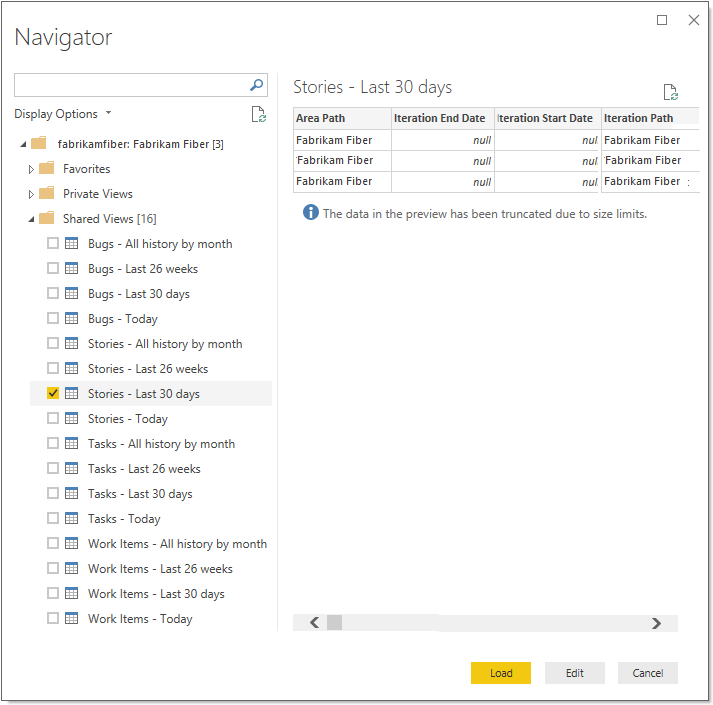 Navigator
Display Options
fabrikamfiber: Fabrikam Fiber [3]
Favorites
Private Views
Shared Views [16]
Bugs - All history by month
Bugs - Last 26 weeks
Bugs - Last 30 days
Bugs - Today
Stories - All history by month
Stories - Last 26 weeks
Stories - Last 30 days
Stories - Today
Tasks - All history by month
Tasks - Last 26 weeks
Tasks - Last 30 days
Tasks - Today
Work Items - All history by month
Work Items - Last 26 weeks
Work Items - Last 30 days
Work Items - Today
Stories - Last 30 days
Area Path Iteration End Date Iteration Start Date Iteration Path
Fabrikam Fiber null nul Fabrikam Fiber
Fabrikam Fiber null nul Fabrikam Fiber
Fabrikam Fiber null nul Fabrikam Fiber :
The data in the preview has been truncated due to size limits.
Load Edit Cancel